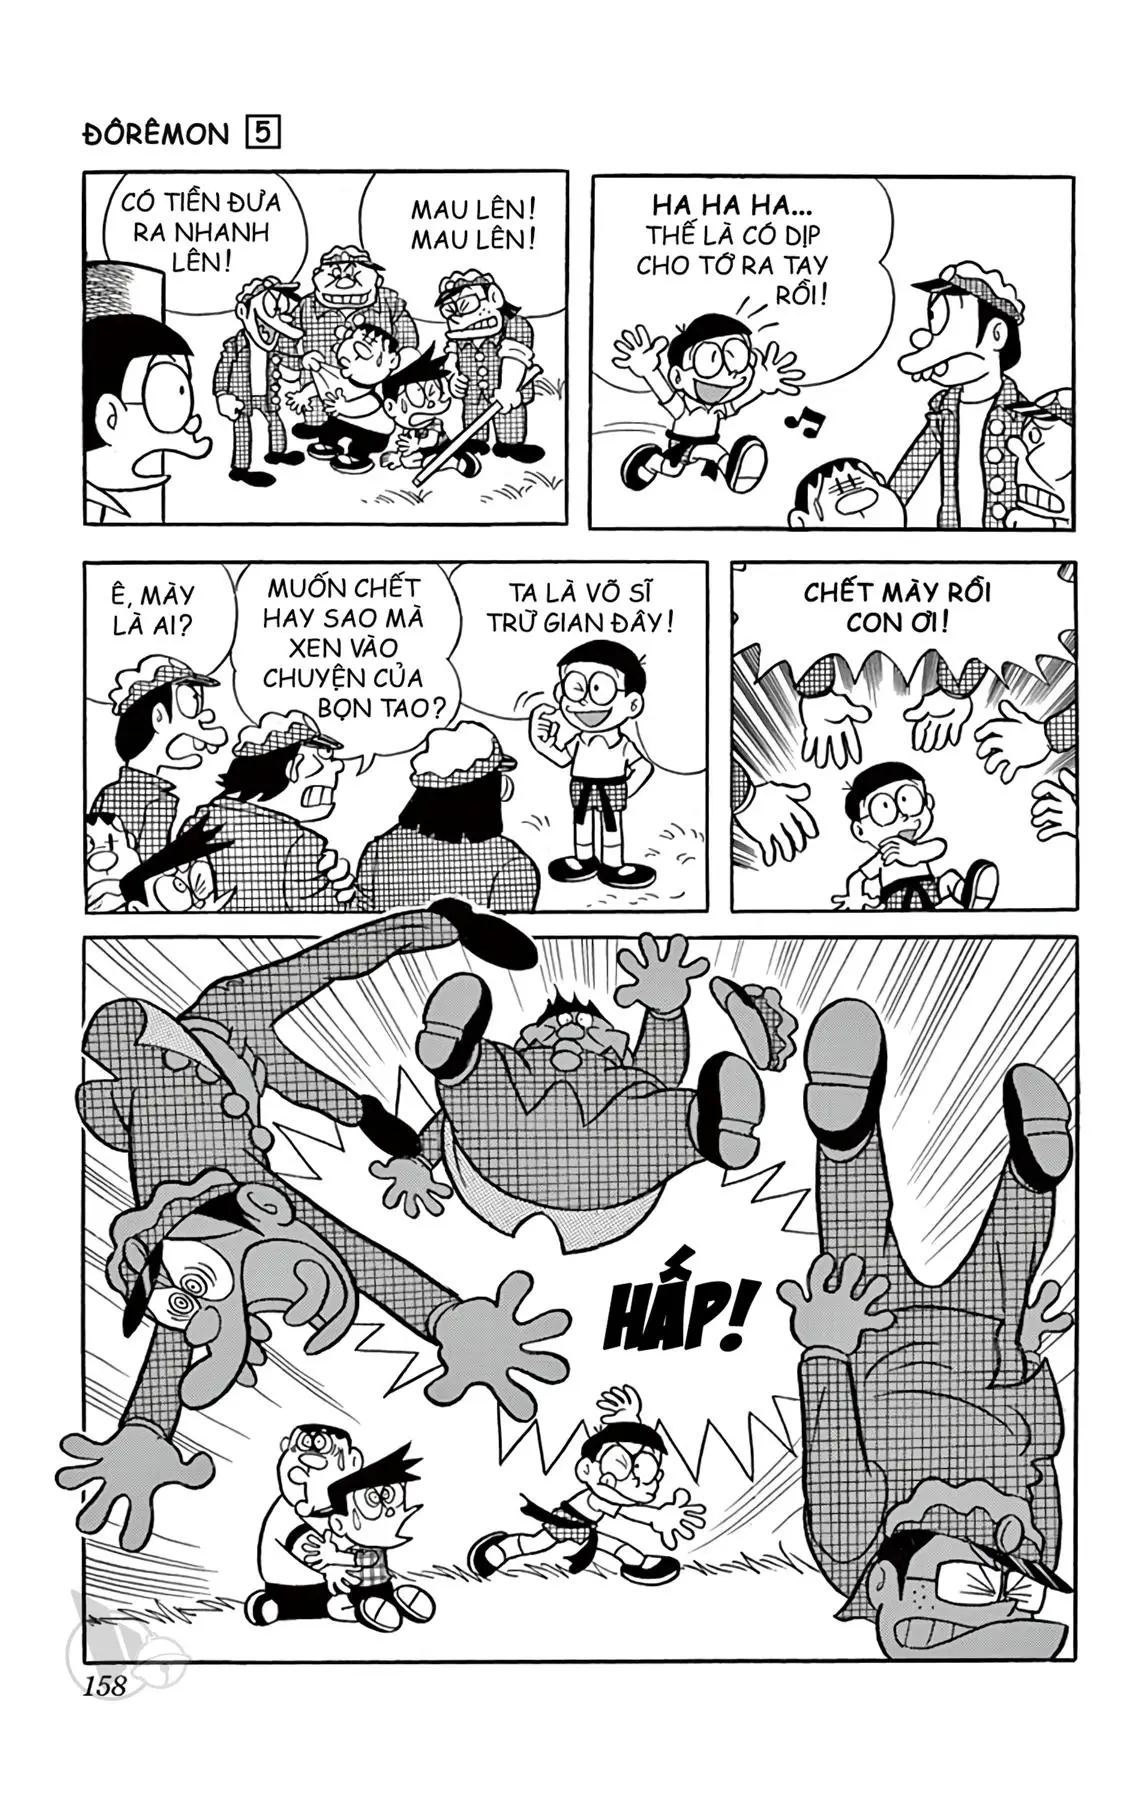 ĐÔRÊMON 5
CÓ TIỀN ĐƯA
RA NHANH
LÊN!
MAU LÊN!
MAU LÊN!
HA HA HA...
THẾ LÀ CÓ DỊP
CHO TỚ RA TAY
RỒI!
Ê, MÀY
LÀ AI?
MUỐN CHẾT
HAY SAO MÀ
XEN VÀO
CHUYỆN CỦA
BỌN TAO?
TA LÀ VÕ SĨ
TRỪ GIAN ĐÂY!
CHẾT MÀY RỒI
CON ƠI!
HẤP!
158